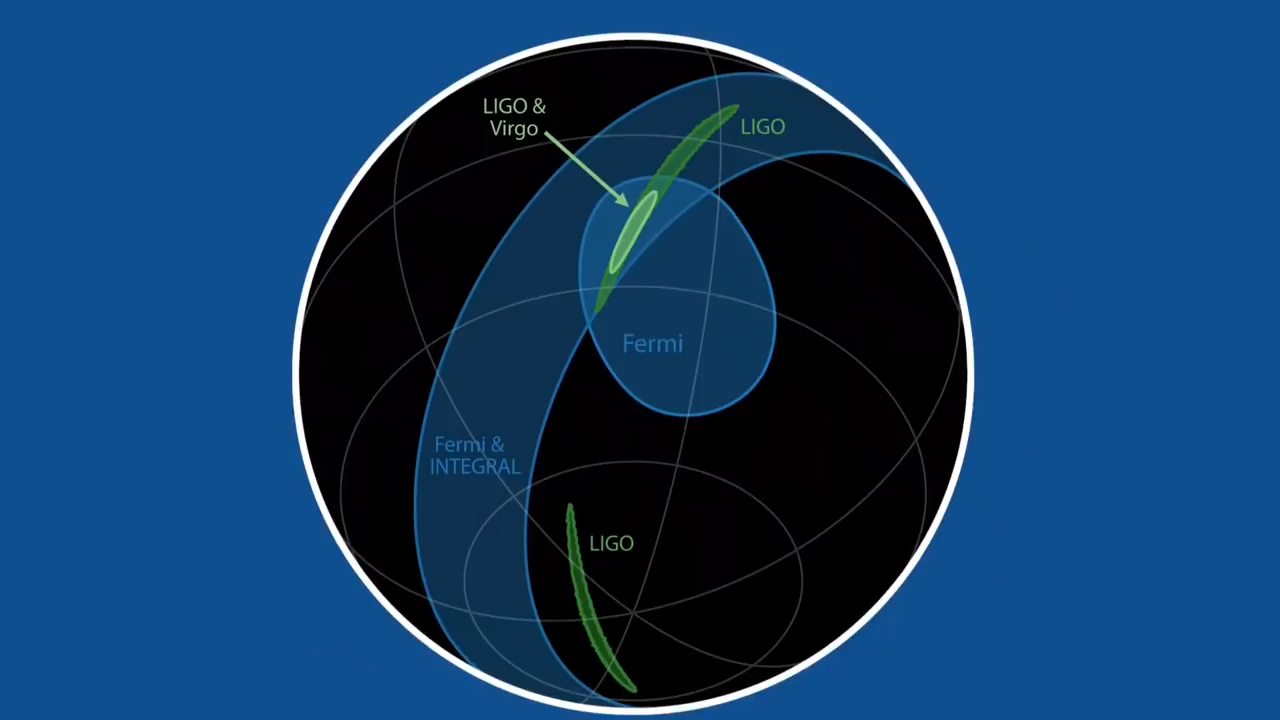 LIGO &
Virgo
LIGO
Fermi
Fermi &
INTEGRAL
LIGO